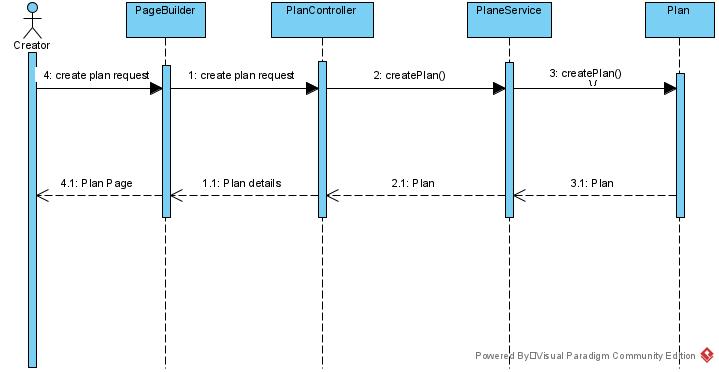 PageBuilder
PlanController
PlaneService
Plan
Creator
4: create plan request
1: create plan request
2: createPlan()
3: createPlan()
4.1: Plan Page
1.1: Plan details
2.1: Plan
3.1: Plan
Powered By Visual Paradigm Community Edition